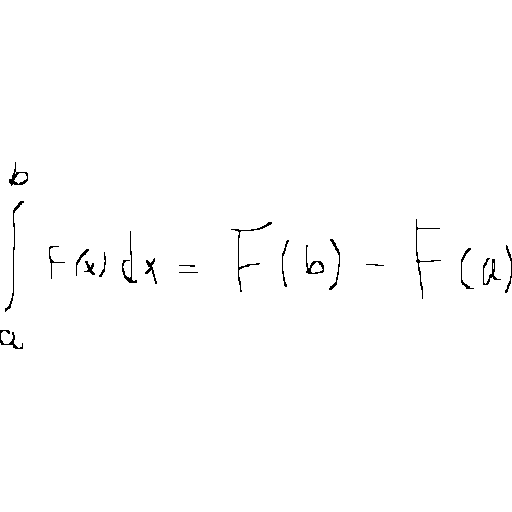 ∫_a^b F(x) dx = F(b) - F(a)